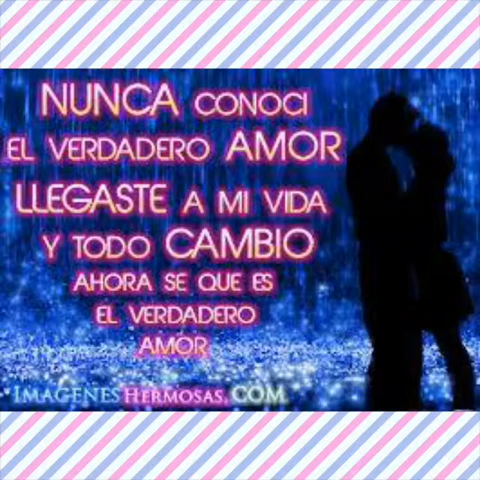 NUNCA CONOCI
EL VERDADERO AMOR
LLEGASTE A MI VIDA
Y TODO CAMBIO
AHORA SE QUE ES
EL VERDADERO
AMOR
IMAGENESHERMOSAS.COM